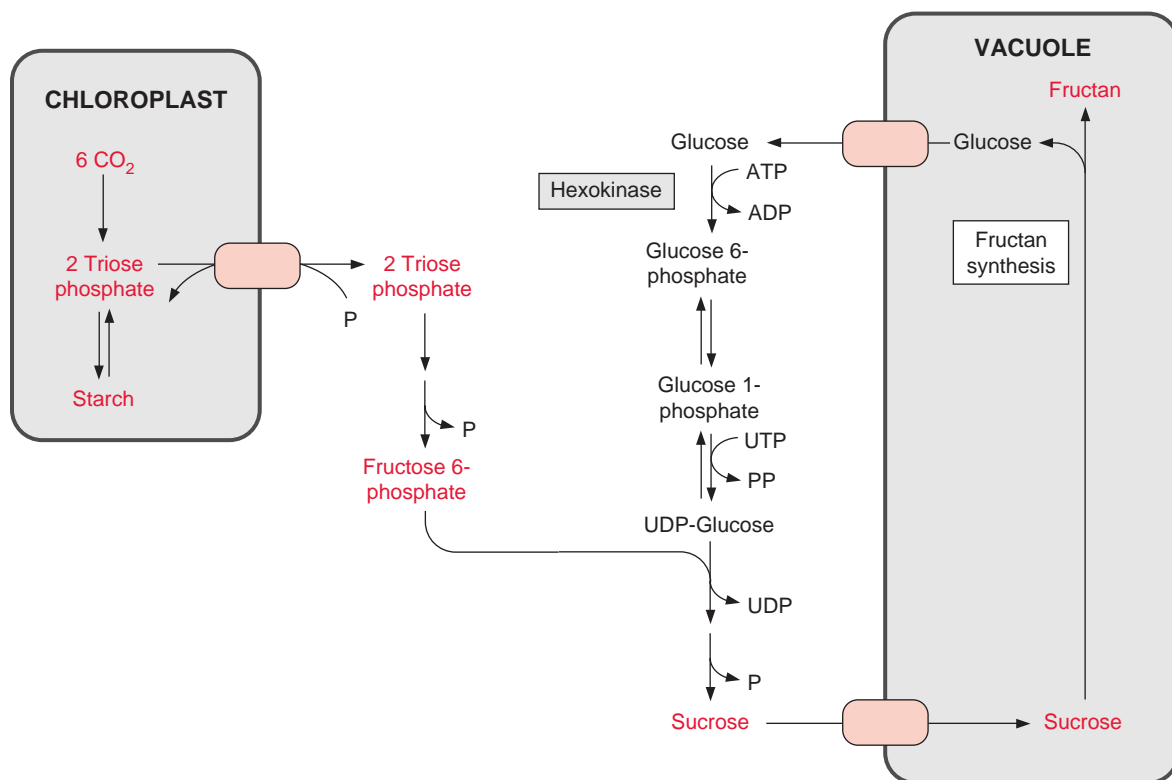 CHLOROPLAST
6 CO2
2 Triose
phosphate
Starch
P
2 Triose
phosphate
P
Fructose 6-
phosphate
Glucose
ATP
Hexokinase
ADP
Glucose 6-
phosphate
Glucose 1-
phosphate
UTP
PP
UDP-Glucose
UDP
P
Sucrose
VACUOLE
Fructan
Glucose
Fructan
synthesis
Sucrose